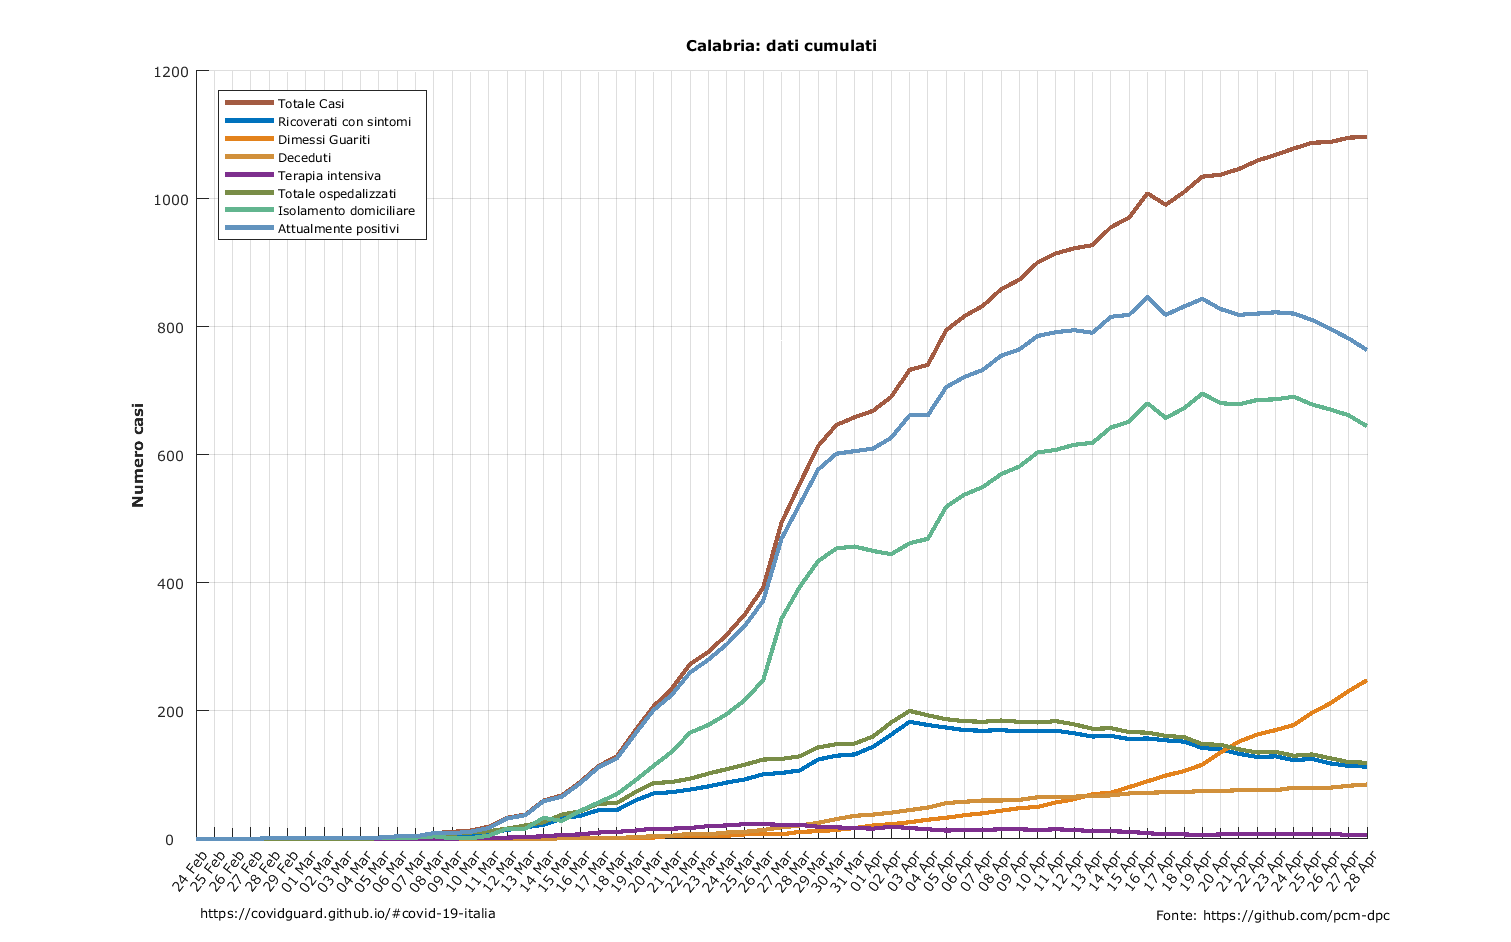 Calabria: dati cumulati
1200
1000
800
600
400
200
0
Numero casi
Totale Casi
Ricoverati con sintomi
Dimessi Guariti
Deceduti
Terapia intensiva
Totale ospedalizzati
Isolamento domiciliare
Attualmente positivi
24 Feb
25 Feb
26 Feb
27 Feb
28 Feb
29 Feb
01 Mar
02 Mar
03 Mar
04 Mar
05 Mar
06 Mar
07 Mar
08 Mar
09 Mar
10 Mar
11 Mar
12 Mar
13 Mar
14 Mar
15 Mar
16 Mar
17 Mar
18 Mar
19 Mar
20 Mar
21 Mar
22 Mar
23 Mar
24 Mar
25 Mar
26 Mar
27 Mar
28 Mar
29 Mar
30 Mar
31 Mar
01 Apr
02 Apr
03 Apr
04 Apr
05 Apr
06 Apr
07 Apr
08 Apr
09 Apr
10 Apr
11 Apr
12 Apr
13 Apr
14 Apr
15 Apr
16 Apr
17 Apr
18 Apr
19 Apr
20 Apr
21 Apr
22 Apr
23 Apr
24 Apr
25 Apr
26 Apr
27 Apr
28 Apr
https://covidguard.github.io/#covid-19-italia
Fonte: https://github.com/pcm-dpc